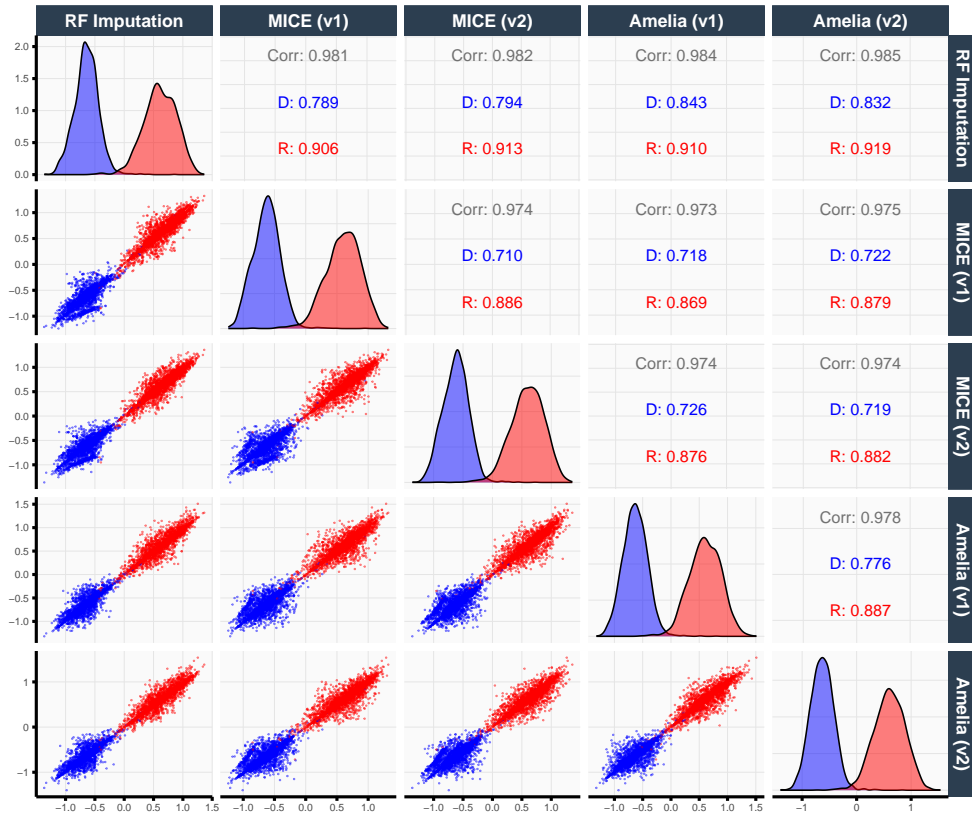 RF Imputation
MICE (v1)
MICE (v2)
Amelia (v1)
Amelia (v2)
2.0
1.5
1.0
0.5
0.0
Corr: 0.981
D: 0.789
R: 0.906
Corr: 0.982
D: 0.794
R: 0.913
Corr: 0.984
D: 0.843
R: 0.910
Corr: 0.985
D: 0.832
R: 0.919
RF Imputation
1.0
0.5
0.0
−0.5
−1.0
Corr: 0.974
D: 0.710
R: 0.886
Corr: 0.973
D: 0.718
R: 0.869
Corr: 0.975
D: 0.722
R: 0.879
MICE (v1)
1.0
0.5
0.0
−0.5
−1.0
Corr: 0.974
D: 0.726
R: 0.876
Corr: 0.974
D: 0.719
R: 0.882
MICE (v2)
1.5
1.0
0.5
0.0
−0.5
−1.0
Corr: 0.978
D: 0.776
R: 0.887
Amelia (v1)
1
0
−1
Amelia (v2)
−1.0 −0.5 0.0 0.5 1.0 1.5
−1.0 −0.5 0.0 0.5 1.0
−1.0 −0.5 0.0 0.5 1.0
−1.0 −0.5 0.0 0.5 1.0 1.5
−1 0 1